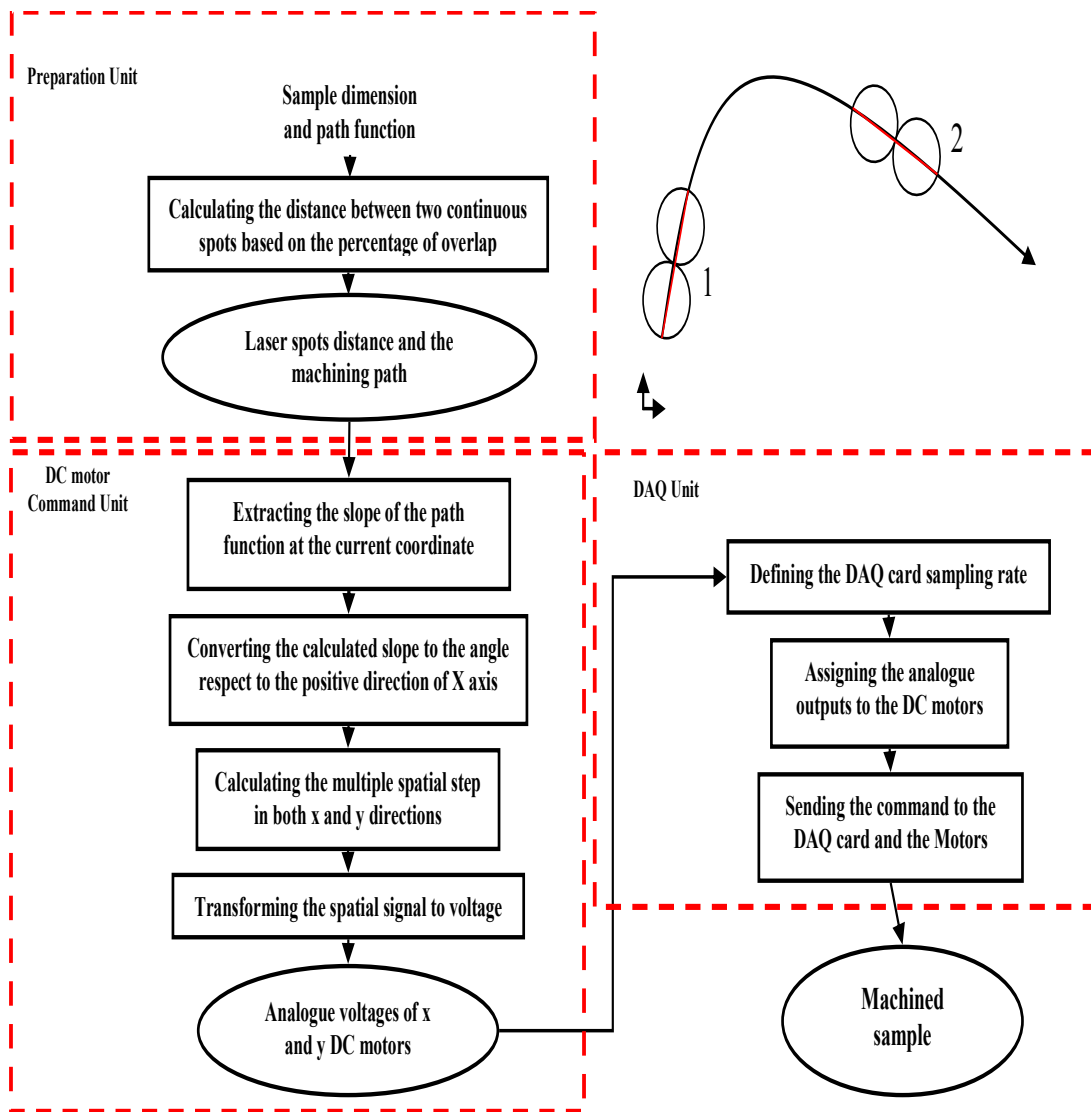 Preparation Unit
Sample dimension
and path function
Calculating the distance between two continuous
spots based on the percentage of overlap
Laser spots distance and the
machining path
1
2
DC motor
Command Unit
Extracting the slope of the path
function at the current coordinate
Converting the calculated slope to the angle
respect to the positive direction of X axis
Calculating the multiple spatial step
in both x and y directions
Transforming the spatial signal to voltage
Analogue voltages of x
and y DC motors
DAQ Unit
Defining the DAQ card sampling rate
Assigning the analogue
outputs to the DC motors
Sending the command to the
DAQ card and the Motors
Machined
sample